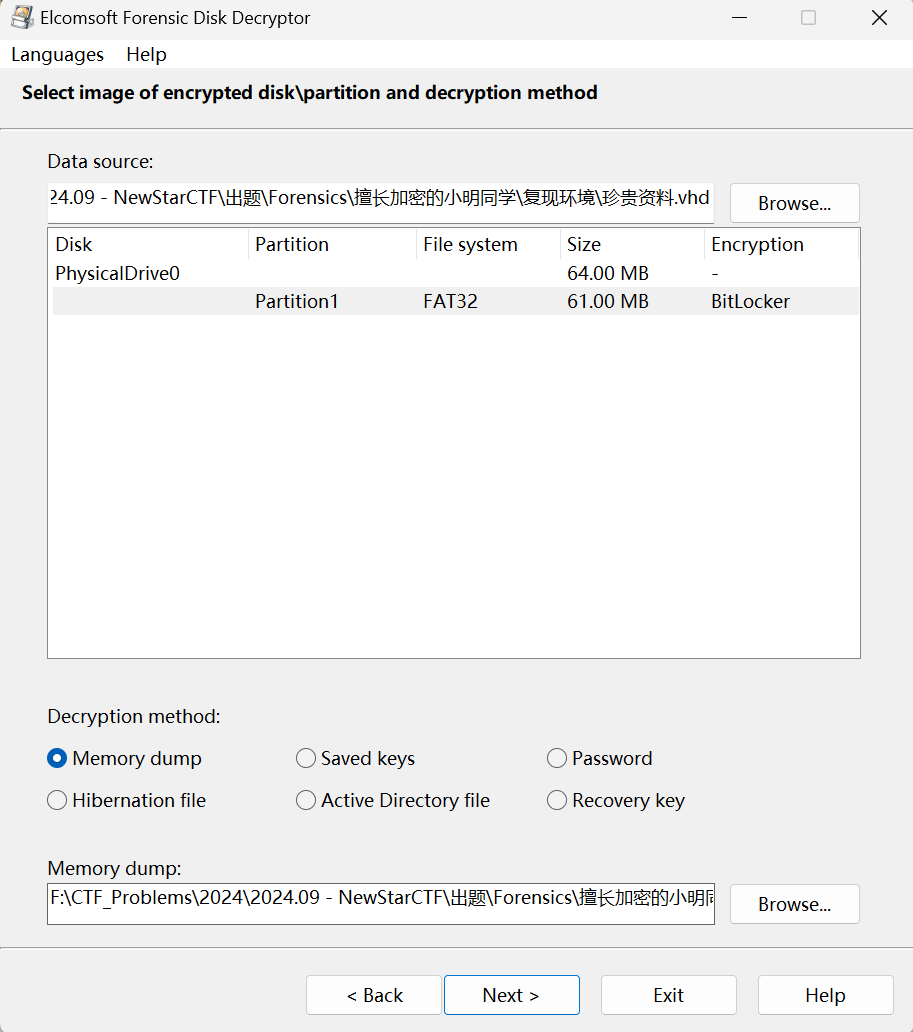 Elcomsoft Forensic Disk Decryptor
Languages Help
Select image of encrypted disk\partition and decryption method
Data source:
24.09 - NewStarCTF\出题\Forensics\擅长加密的小明同学\复现环境\珍贵资料.vhd Browse...
Disk Partition File system Size Encryption
PhysicalDrive0 64.00 MB -
Partition1 FAT32 61.00 MB BitLocker
Decryption method:
Memory dump Saved keys Password
Hibernation file Active Directory file Recovery key
Memory dump:
F:\CTF_Problems\2024\2024.09 - NewStarCTF\出题\Forensics\擅长加密的小明 Browse...
< Back Next > Exit Help